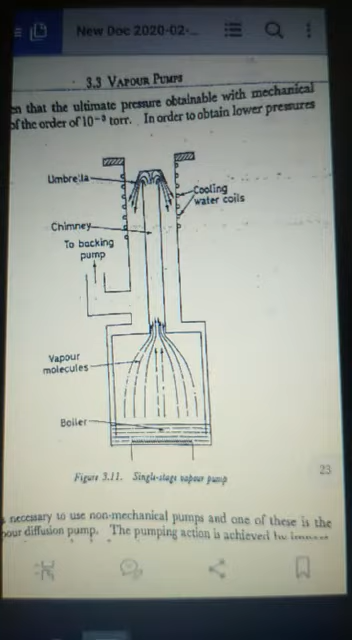 New Doc 2020-02-...
3.3 VAPOUR PUMPS
en that the ultimate pressure obtainable with mechanical
of the order of 10⁻³ torr. In order to obtain lower pressures
Umbrella
Cooling
water coils
Chimney
To backing
pump
Vapour
molecules
Boiler
Figure 3.11. Single-stage vapour pump
23
necessary to use non-mechanical pumps and one of these is the
pour diffusion pump. The pumping action is achieved by